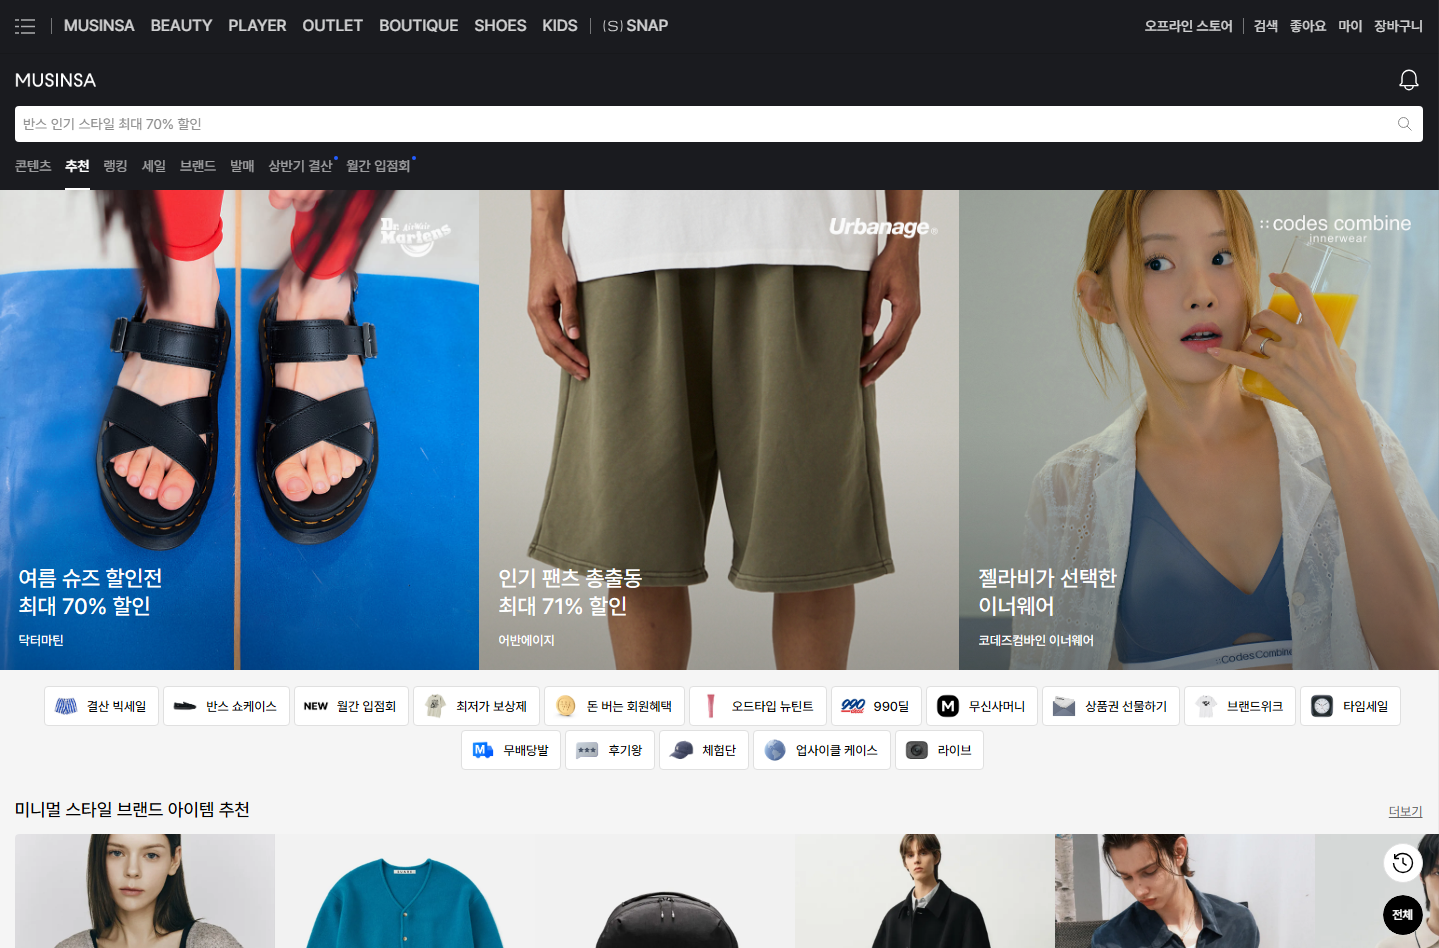 MUSINSA BEAUTY PLAYER OUTLET BOUTIQUE SHOES KIDS (S) SNAP
오프라인 스토어 검색 좋아요 마이 장바구니
MUSINSA
반스 인기 스타일 최대 70% 할인
콘텐츠 추천 랭킹 세일 브랜드 발매 상반기 결산 월간 입점회
Dr. AirWair Martens
Urbanage®
::codes combine
innerwear
여름 슈즈 할인전
최대 70% 할인
닥터마틴
인기 팬츠 총출동
최대 71% 할인
어반에이지
젤라비가 선택한
이너웨어
코데즈컴바인 이너웨어
::CodesCombine
결산 빅세일 반스 쇼케이스 NEW 월간 입점회 최저가 보상제 돈 버는 회원혜택 오드타입 뉴틴트 990 990딜 M 무신사머니 상품권 선물하기 브랜드위크 타임세일
M 무배당발 후기왕 체험단 업사이클 케이스 라이브
미니멀 스타일 브랜드 아이템 추천
더보기
전체